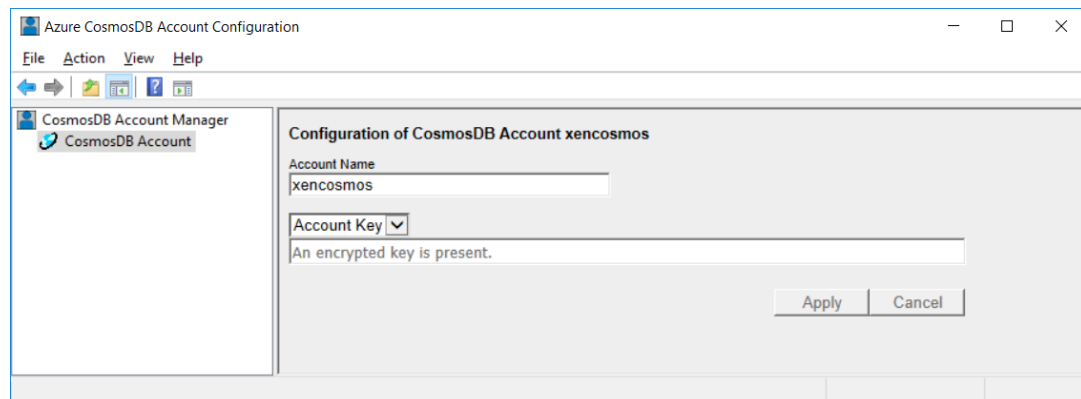 Azure CosmosDB Account Configuration
File Action View Help
CosmosDB Account Manager
CosmosDB Account
Configuration of CosmosDB Account xencosmos
Account Name
xencosmos
Account Key
An encrypted key is present.
Apply Cancel